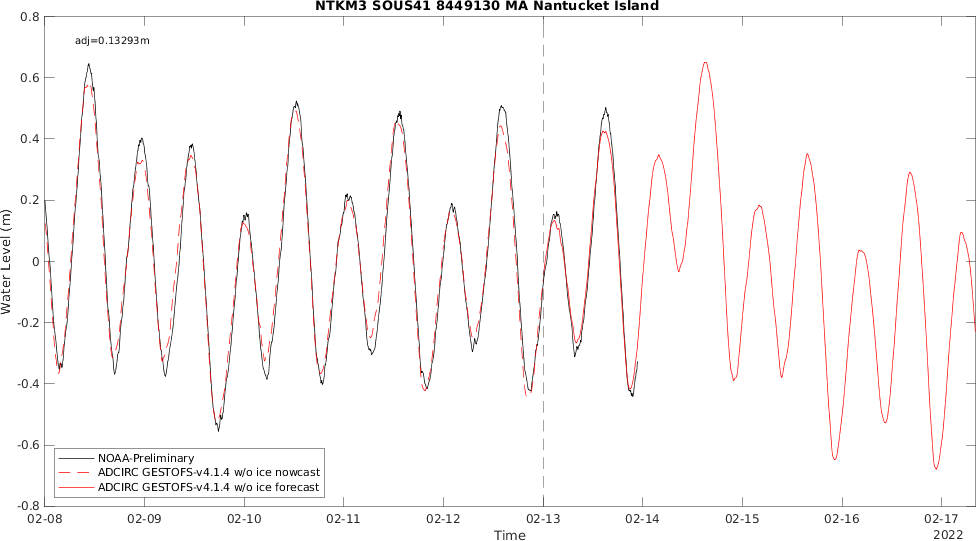 NTKM3 SOUS41 8449130 MA Nantucket Island
adj=0.13293m
0.8
0.6
0.4
0.2
0
-0.2
-0.4
-0.6
-0.8
Water Level (m)
NOAA-Preliminary
ADCIRC GESTOFS-v4.1.4 w/o ice nowcast
ADCIRC GESTOFS-v4.1.4 w/o ice forecast
02-08 02-09 02-10 02-11 02-12 02-13 02-14 02-15 02-16 02-17
Time
2022